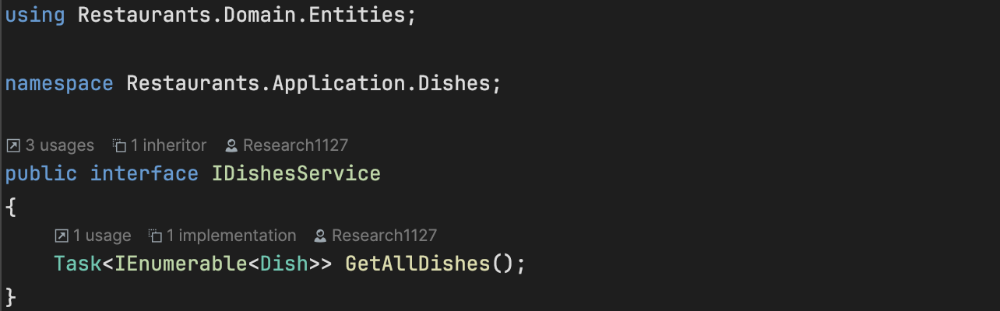 using Restaurants.Domain.Entities;
namespace Restaurants.Application.Dishes;
3 usages 1 inheritor Research1127
public interface IDishesService
{
1 usage 1 implementation Research1127
Task<IEnumerable<Dish>> GetAllDishes();
}